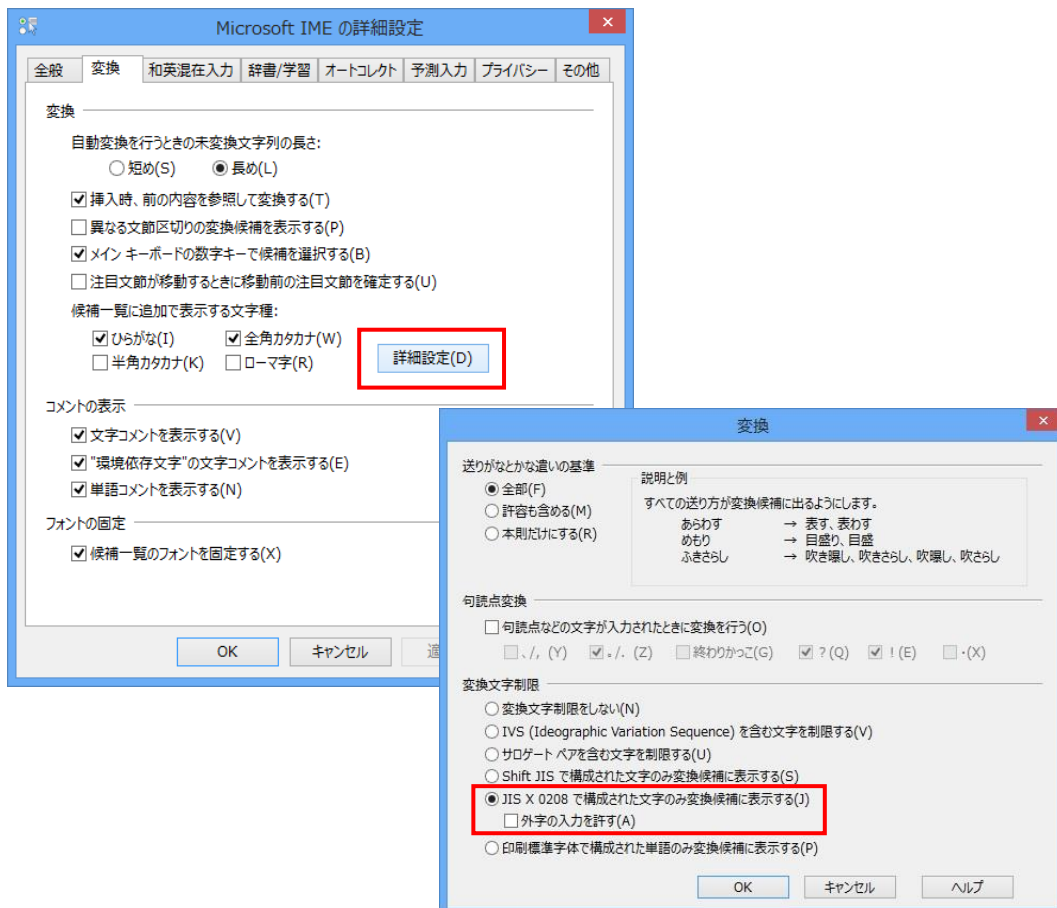 Microsoft IME の詳細設定
全般 変換 和英混在入力 辞書/学習 オートコレクト 予測入力 プライバシー その他
変換
自動変換を行うときの未変換文字列の長さ:
短め(S) 長め(L)
挿入時、前の内容を参照して変換する(T)
異なる文節区切りの変換候補を表示する(P)
メイン キーボードの数字キーで候補を選択する(B)
注目文節が移動するときに移動前の注目文節を確定する(U)
候補一覧に追加で表示する文字種:
ひらがな(I) 全角カタカナ(W)
半角カタカナ(K) ローマ字(R)
詳細設定(D)
コメントの表示
文字コメントを表示する(V)
"環境依存文字"の文字コメントを表示する(E)
単語コメントを表示する(N)
フォントの固定
候補一覧のフォントを固定する(X)
OK キャンセル 適
変換
送りがなとかな遣いの基準
全部(F)
許容も含める(M)
本則だけにする(R)
説明と例
すべての送り方が変換候補に出るようにします。
あらわす → 表す、表わす
めもり → 目盛り、目盛
ふきさらし → 吹き曝し、吹きさらし、吹曝し、吹さらし
句読点変換
句読点などの文字が入力されたときに変換を行う(O)
、/, (Y) 。/. (Z) 終わりかっこ(G) ? (Q) ! (E) ・(X)
変換文字制限
変換文字制限をしない(N)
IVS (Ideographic Variation Sequence) を含む文字を制限する(V)
サロゲート ペアを含む文字を制限する(U)
Shift JIS で構成された文字のみ変換候補に表示する(S)
JIS X 0208 で構成された文字のみ変換候補に表示する(J)
外字の入力を許す(A)
印刷標準字体で構成された単語のみ変換候補に表示する(P)
OK キャンセル ヘルプ